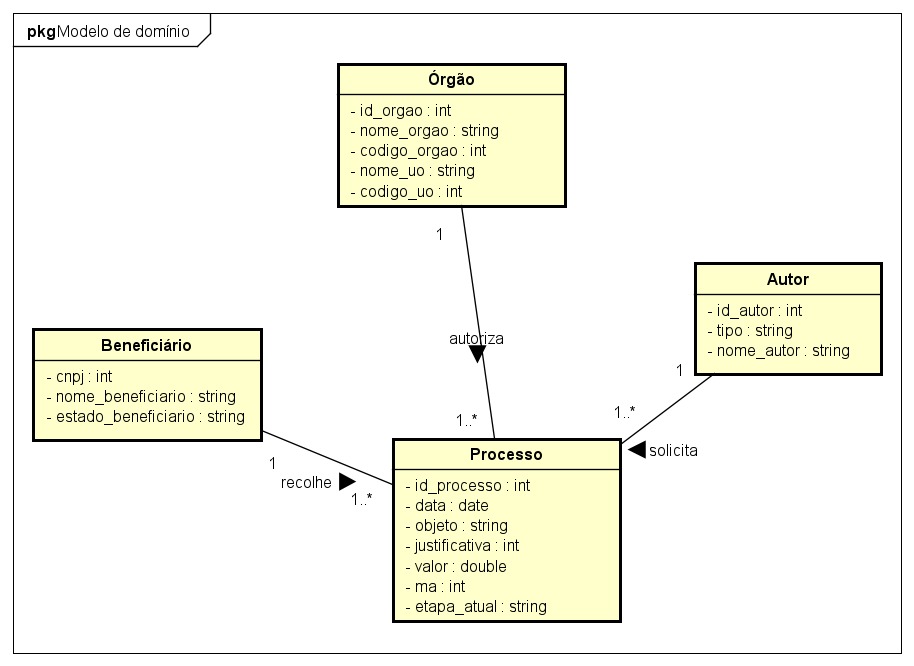 pkg Modelo de domínio
Órgão
- id_orgao : int
- nome_orgao : string
- codigo_orgao : int
- nome_uo : string
- codigo_uo : int
1
autoriza
1..*
Autor
- id_autor : int
- tipo : string
- nome_autor : string
1
1..*
solicita
Beneficiário
- cnpj : int
- nome_beneficiario : string
- estado_beneficiario : string
1
recolhe
1..*
Processo
- id_processo : int
- data : date
- objeto : string
- justificativa : int
- valor : double
- ma : int
- etapa_atual : string